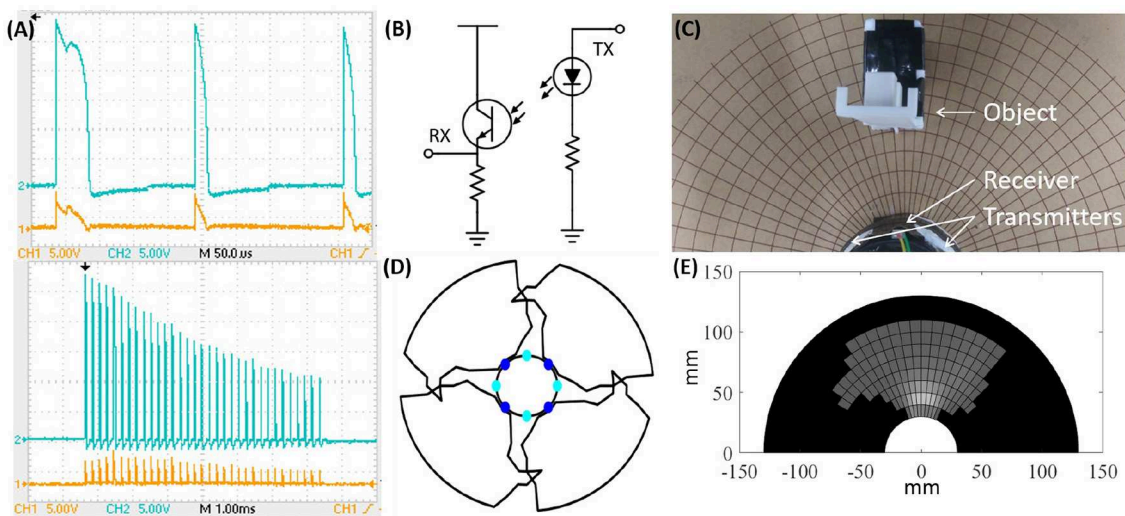 (A)
2
1
CH1 5.00V CH2 5.00V M 50.0 µs CH1
2
1
CH1 5.00V CH2 5.00V M 1.00ms CH1
(B)
TX
RX
(C)
Object
Receiver
Transmitters
(D)
(E)
150
100
50
0
mm
-150 -100 -50 0 50 100 150
mm